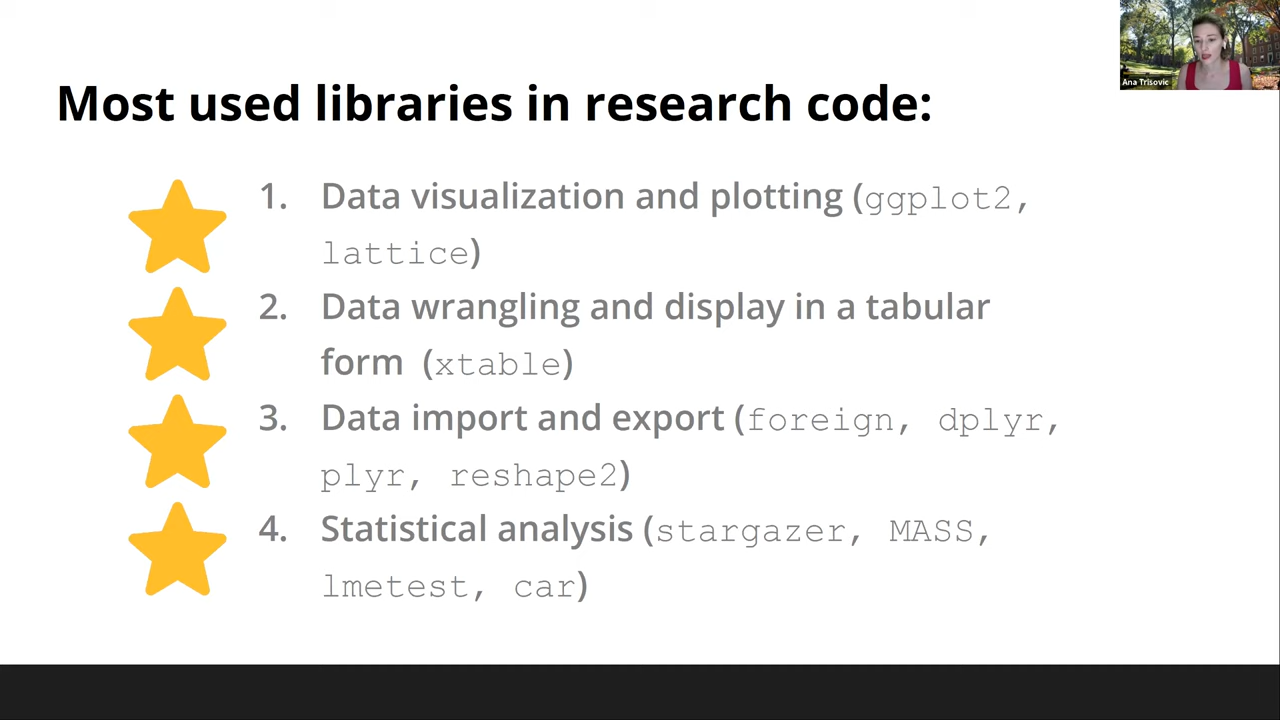 Ana Trisovic
Most used libraries in research code:
1. Data visualization and plotting (ggplot2,
lattice)
2. Data wrangling and display in a tabular
form (xtable)
3. Data import and export (foreign, dplyr,
plyr, reshape2)
4. Statistical analysis (stargazer, MASS,
lmetest, car)